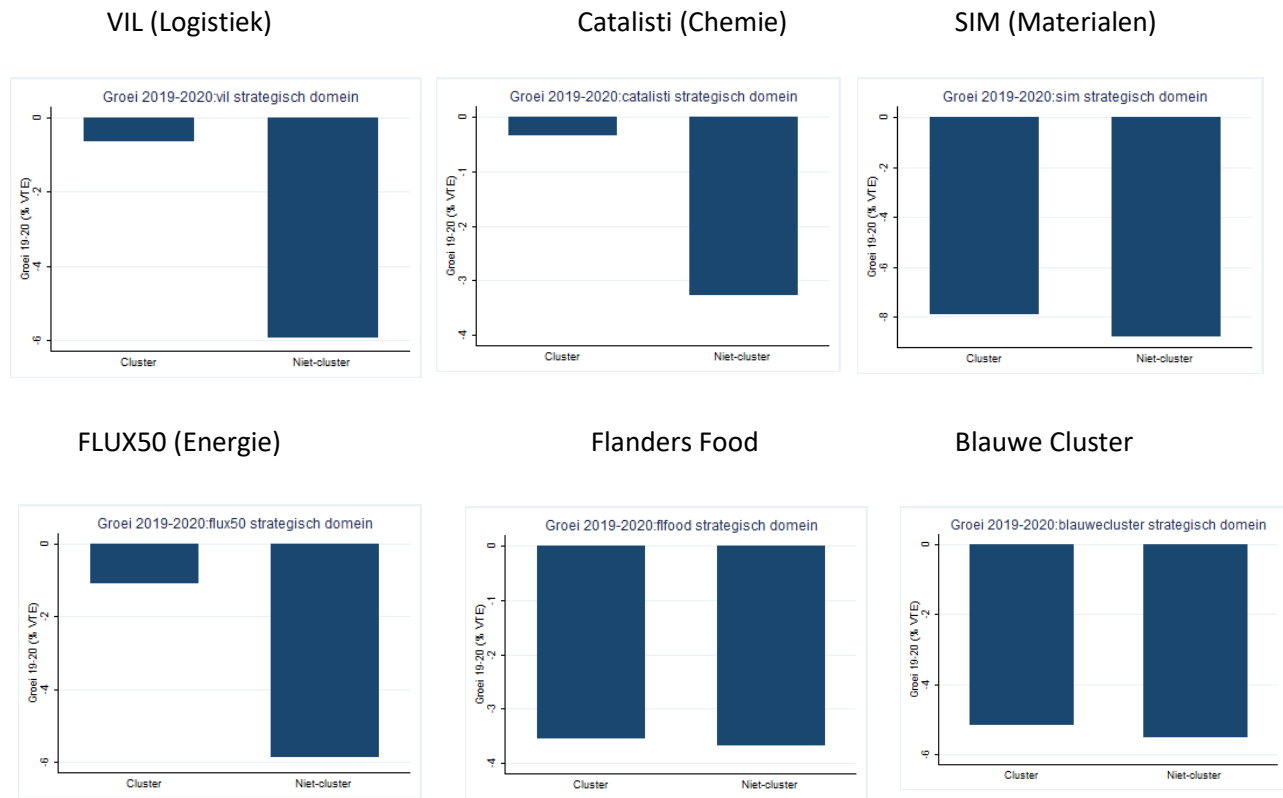 VIL (Logistiek)
Catalisti (Chemie)
SIM (Materialen)
Groei 2019-2020:vil strategisch domein
Groei 19-20 (% VTE)
0
-2
-4
-6
Cluster
Niet-cluster
Groei 2019-2020:catalisti strategisch domein
Groei 19-20 (% VTE)
0
-1
-2
-3
-4
Cluster
Niet-cluster
Groei 2019-2020:sim strategisch domein
Groei 19-20 (% VTE)
0
-2
-4
-6
-8
Cluster
Niet-cluster
FLUX50 (Energie)
Flanders Food
Blauwe Cluster
Groei 2019-2020:flux50 strategisch domein
Groei 19-20 (% VTE)
0
-2
-4
-6
Cluster
Niet-cluster
Groei 2019-2020:flfood strategisch domein
Groei 19-20 (% VTE)
0
-1
-2
-3
-4
Cluster
Niet-cluster
Groei 2019-2020:blauwecluster strategisch domein
Groei 19-20 (% VTE)
0
-2
-4
-6
Cluster
Niet-cluster